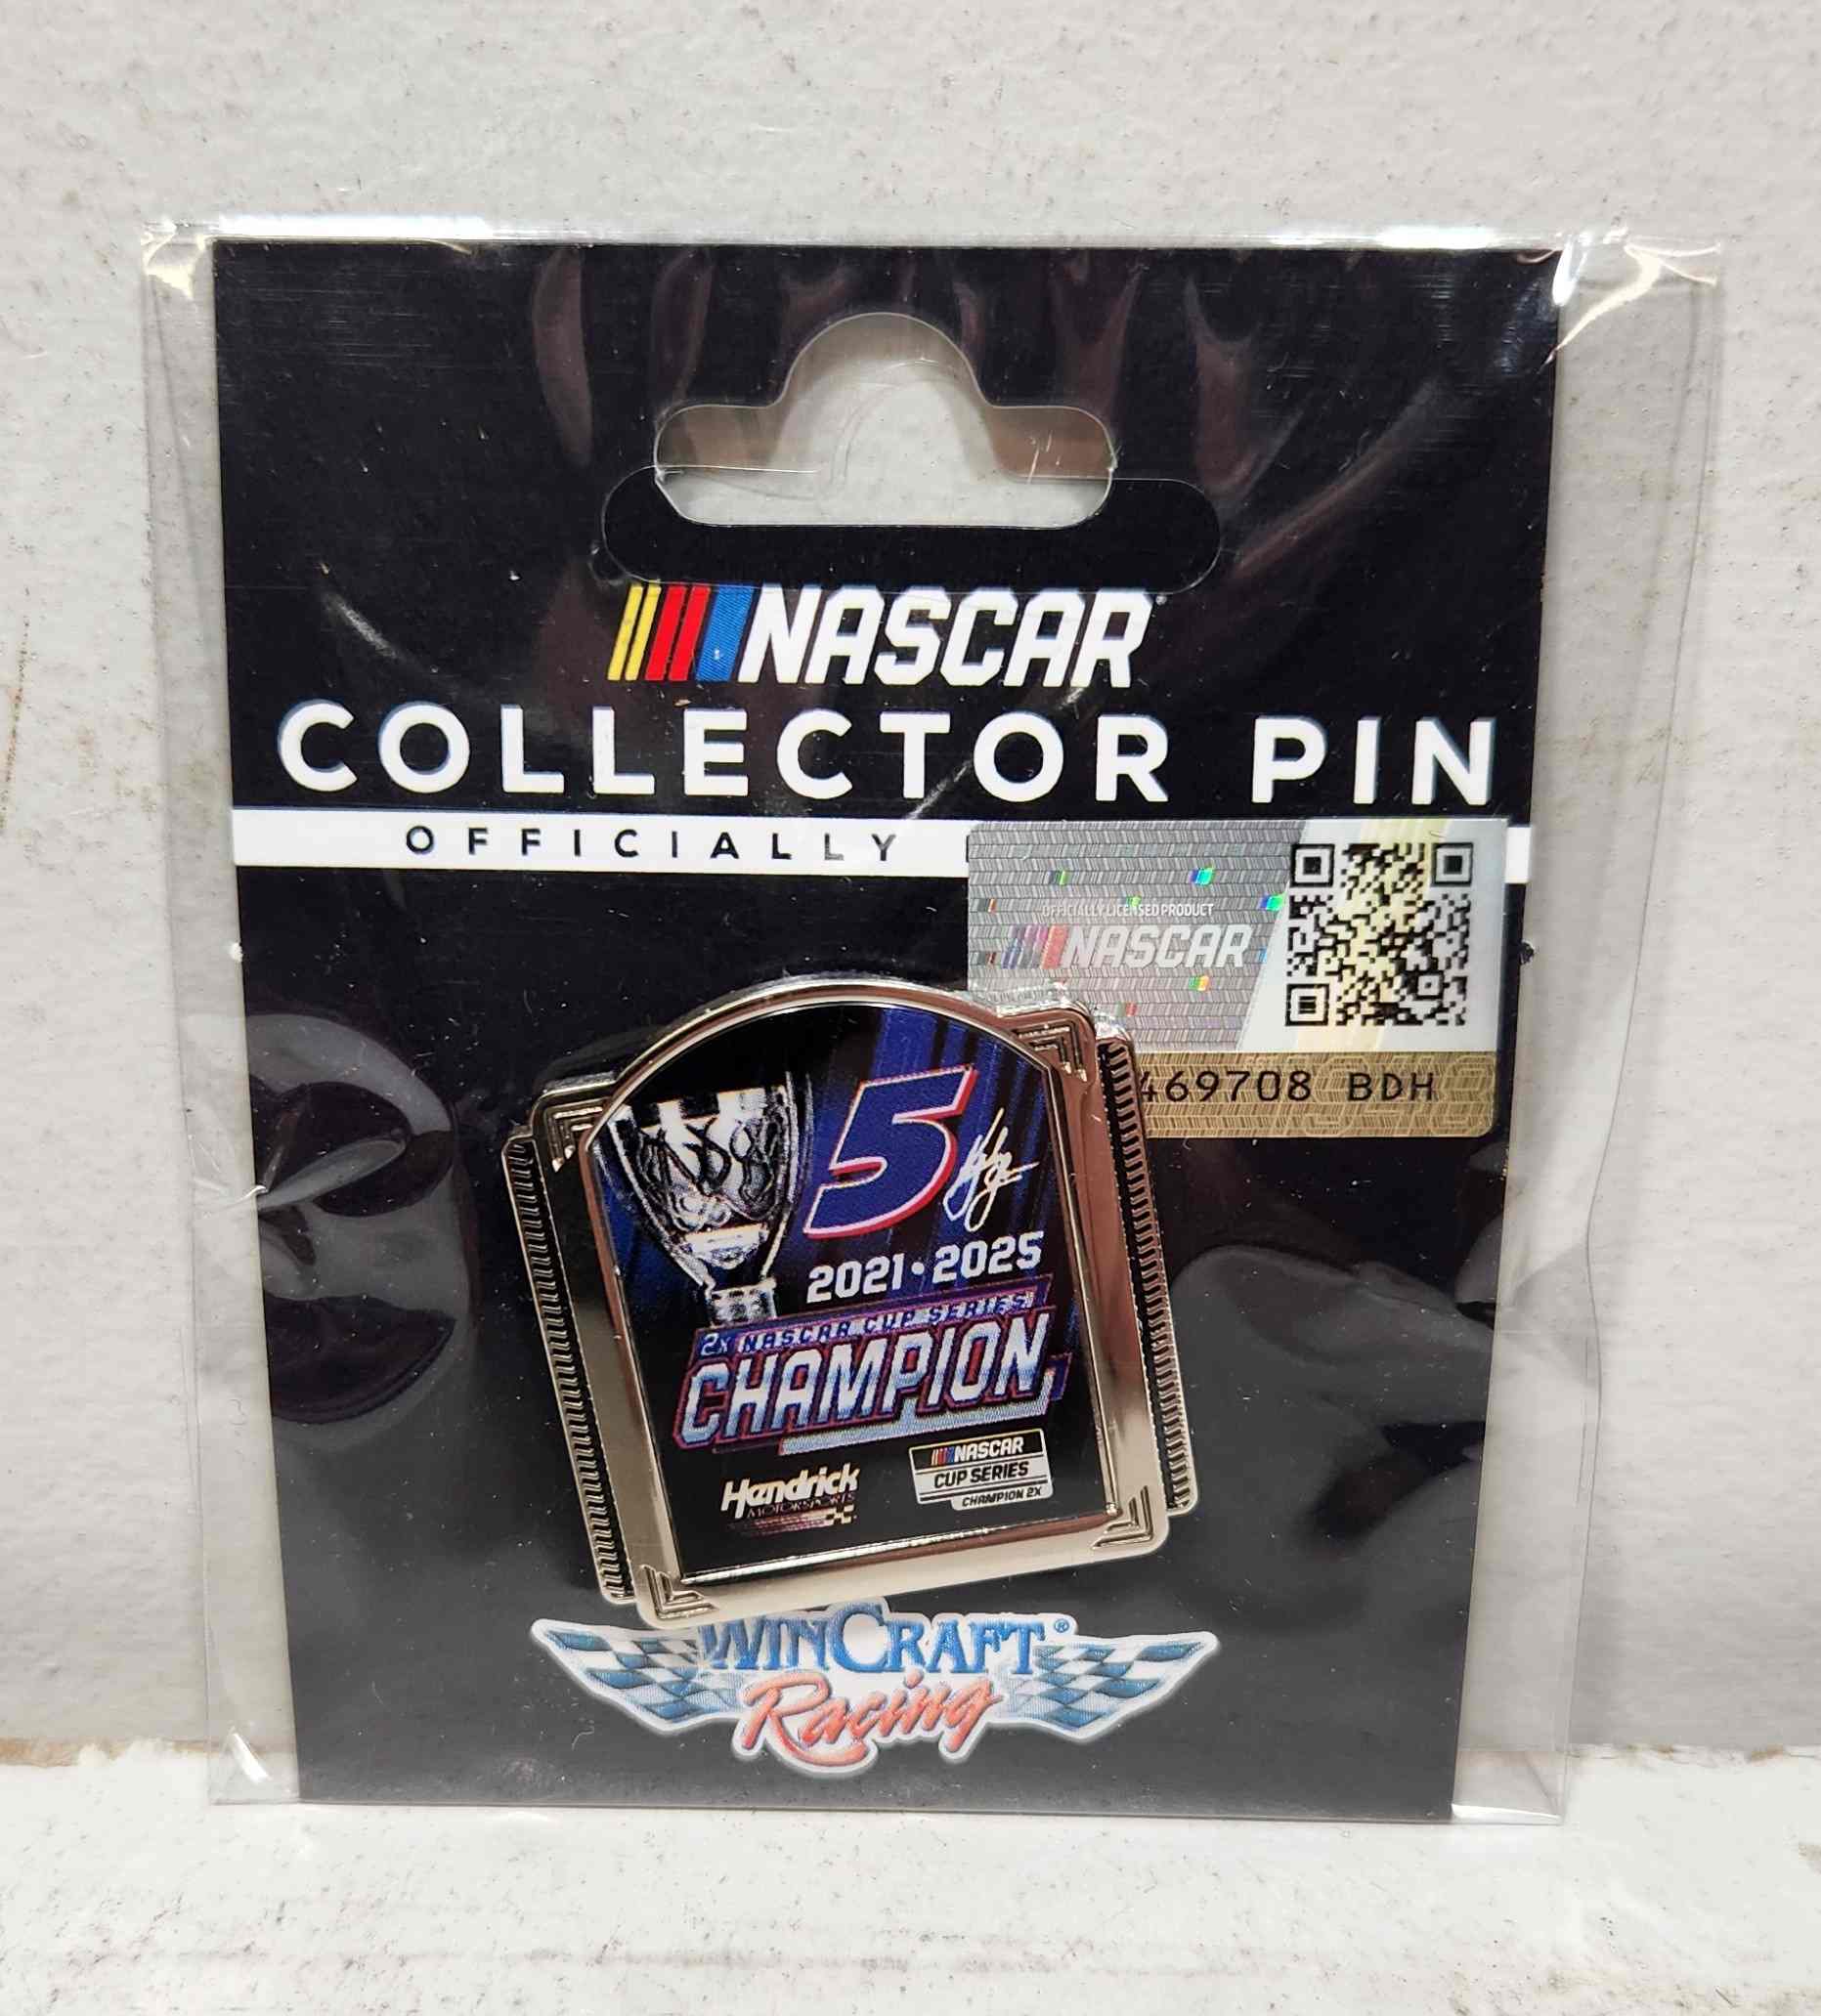 NASCAR
COLLECTOR PIN
OFFICIALLY
OFFICIALLY LICENSED PRODUCT
NASCAR
469708 BDH
5
2021 • 2025
2X NASCAR CUP SERIES
CHAMPION
Hendrick
MOTORSPORTS
NASCAR
CUP SERIES
CHAMPION 2X
WINCRAFT®
Racing